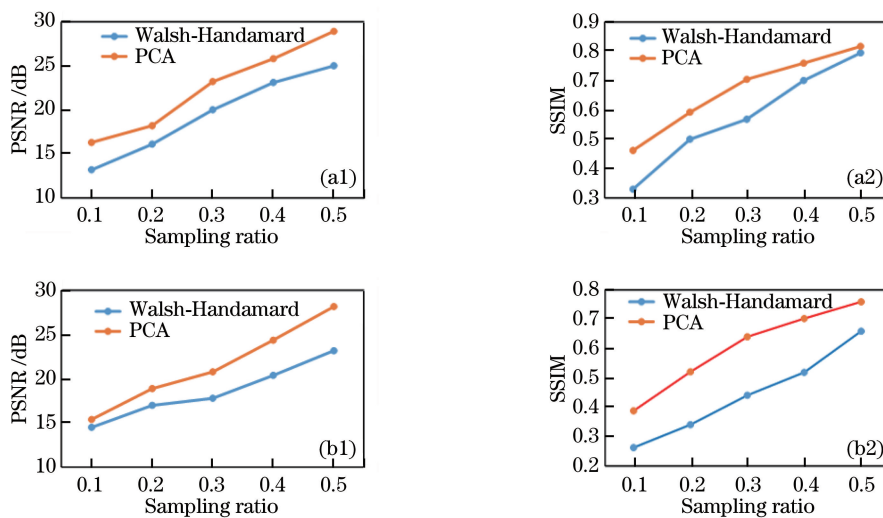 30
25
20
15
10
PSNR /dB
Walsh-Handamard
PCA
(a1)
0.1 0.2 0.3 0.4 0.5
Sampling ratio
0.9
0.8
0.7
0.6
0.5
0.4
0.3
SSIM
Walsh-Handamard
PCA
(a2)
0.1 0.2 0.3 0.4 0.5
Sampling ratio
30
25
20
15
10
PSNR /dB
Walsh-Handamard
PCA
(b1)
0.1 0.2 0.3 0.4 0.5
Sampling ratio
0.8
0.7
0.6
0.5
0.4
0.3
0.2
SSIM
Walsh-Handamard
PCA
(b2)
0.1 0.2 0.3 0.4 0.5
Sampling ratio